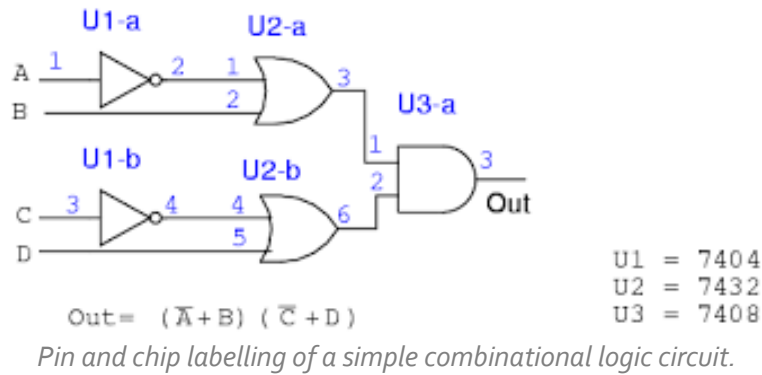 U1-a
U2-a
A 1 2 1 3
B 2
U3-a
1 3
2
Out
U1-b
U2-b
C 3 4 4 6
D 5
U1 = 7404
U2 = 7432
U3 = 7408
Out= (A̅+B) (C̅+D)
Pin and chip labelling of a simple combinational logic circuit.